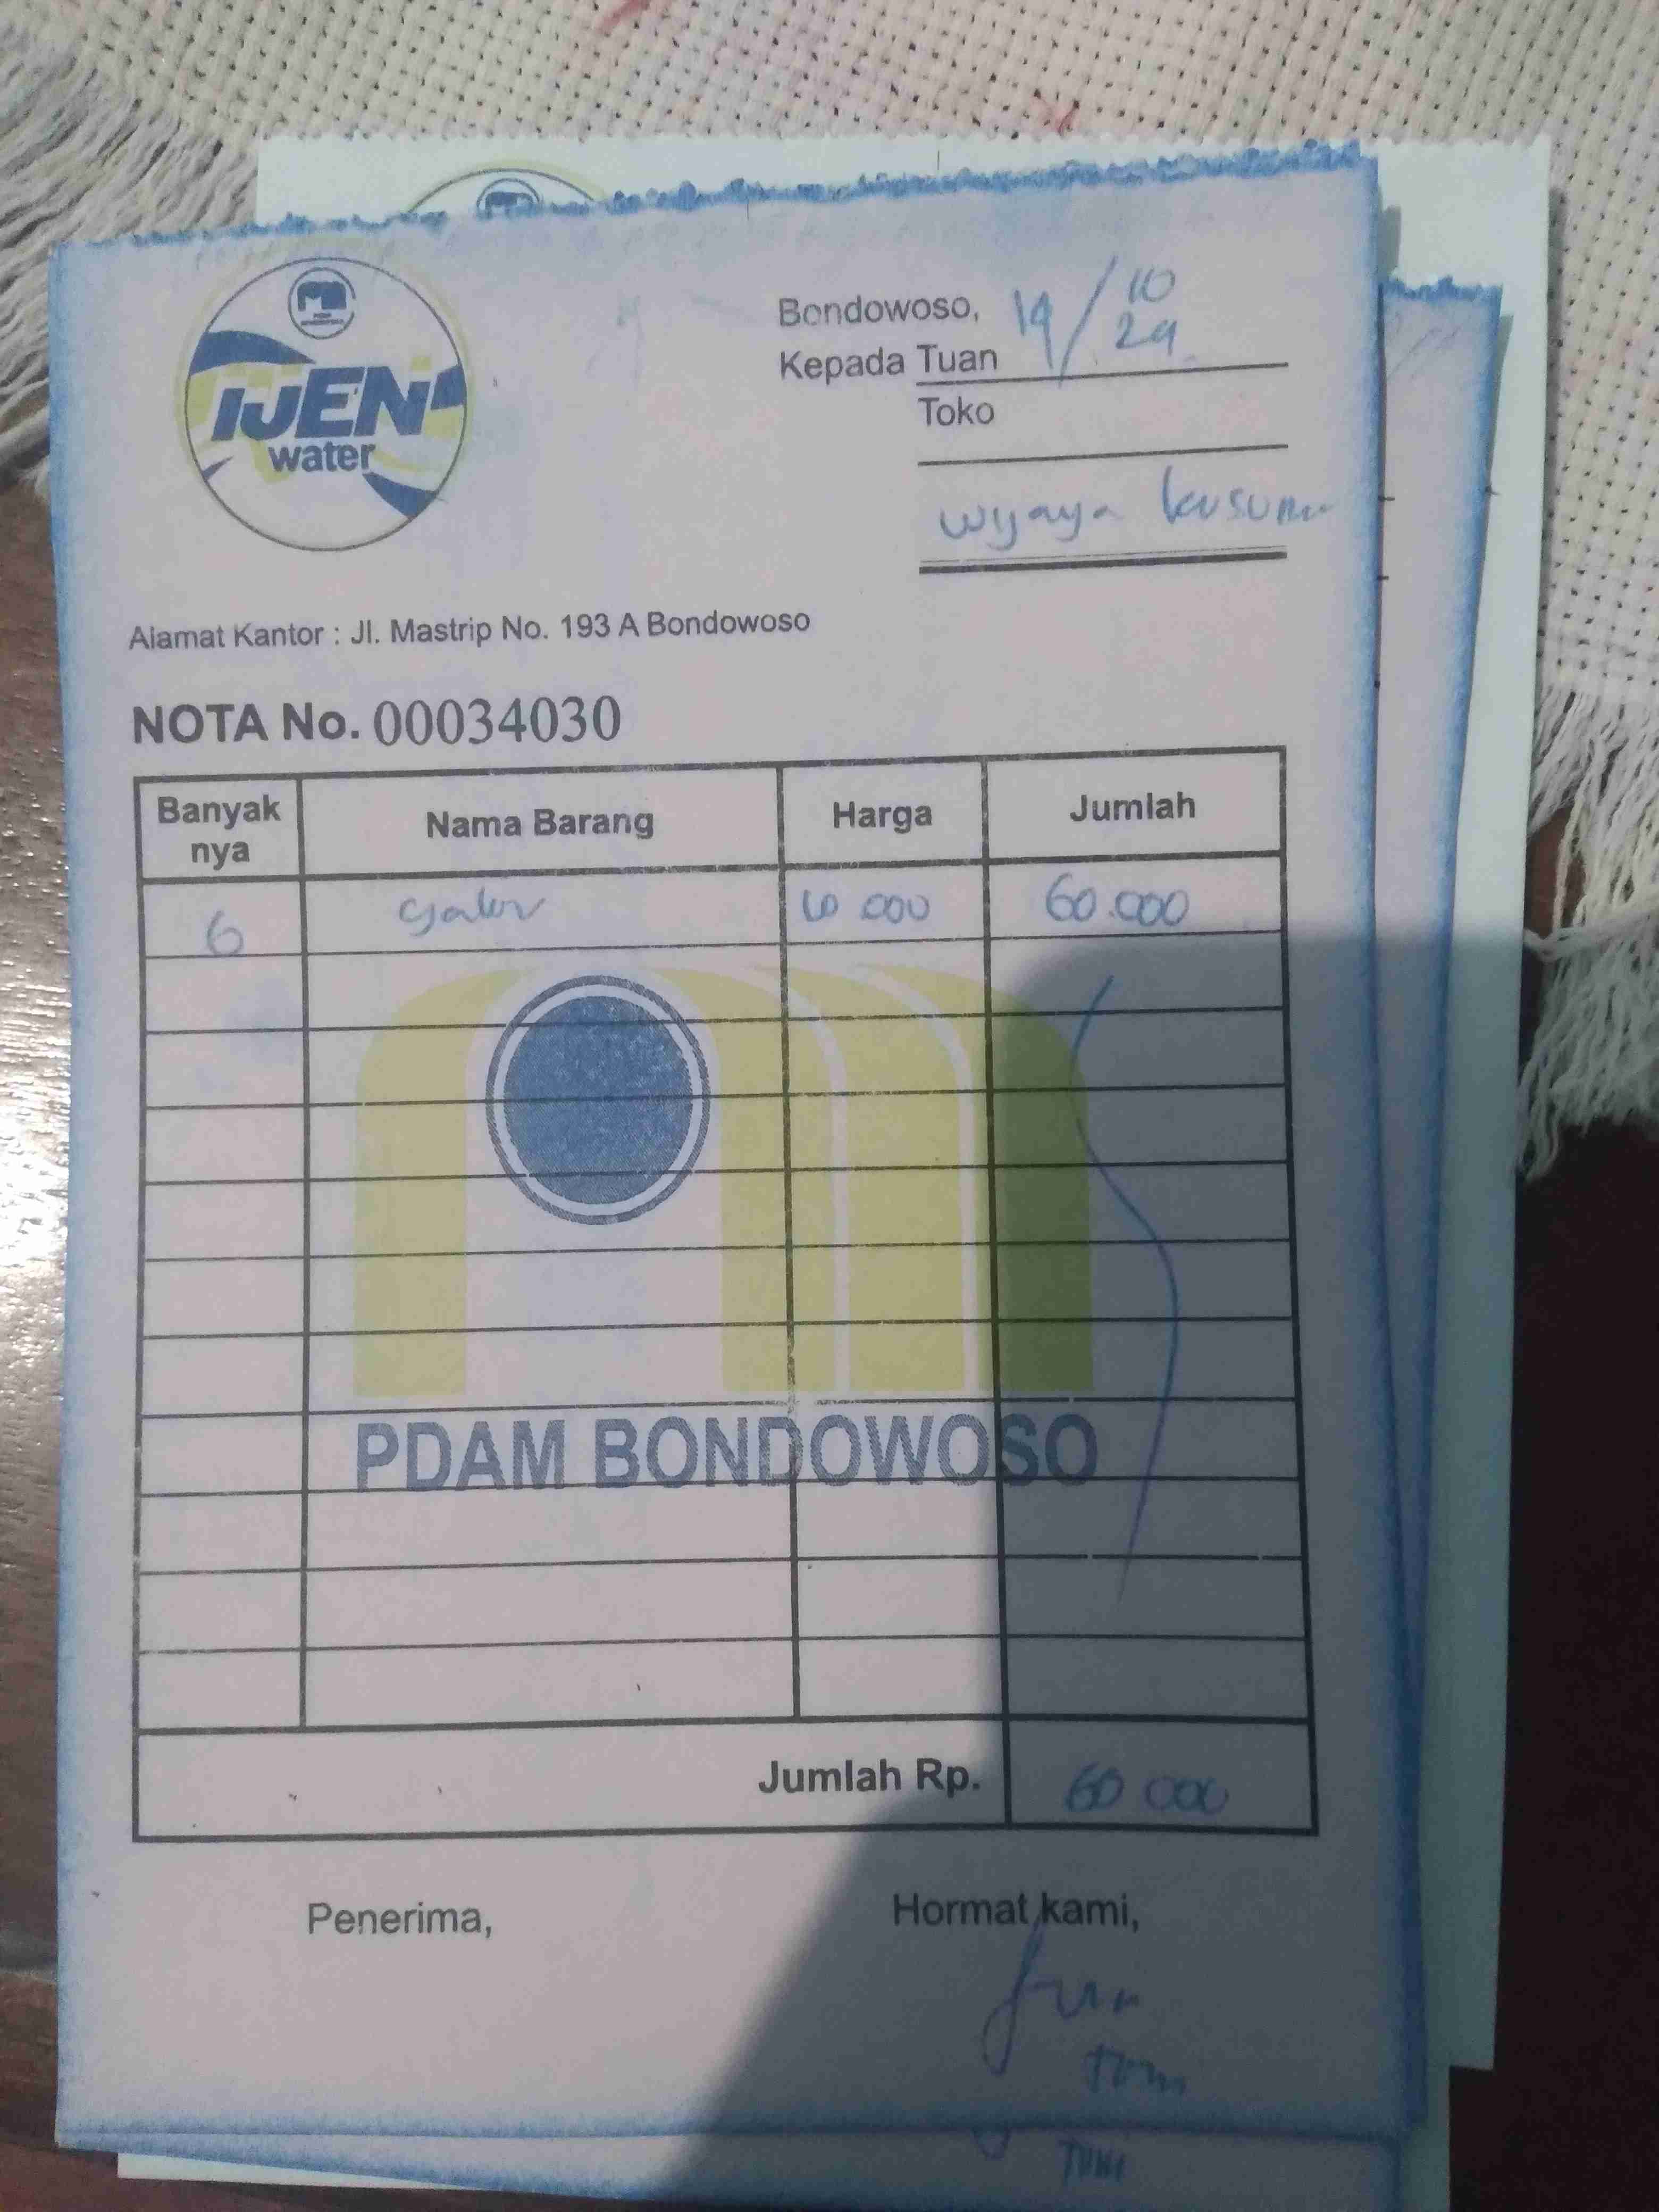 IJEN
water
Bondowoso, 19/10 24
Kepada Tuan
Toko
Wijaya kusuma
Alamat Kantor : Jl. Mastrip No. 193 A Bondowoso
NOTA No. 00034030
Banyak nya Nama Barang Harga Jumlah
6 galon 10 000 60.000
PDAM BONDOWOSO
Jumlah Rp. 60 000
Penerima, Hormat kami,